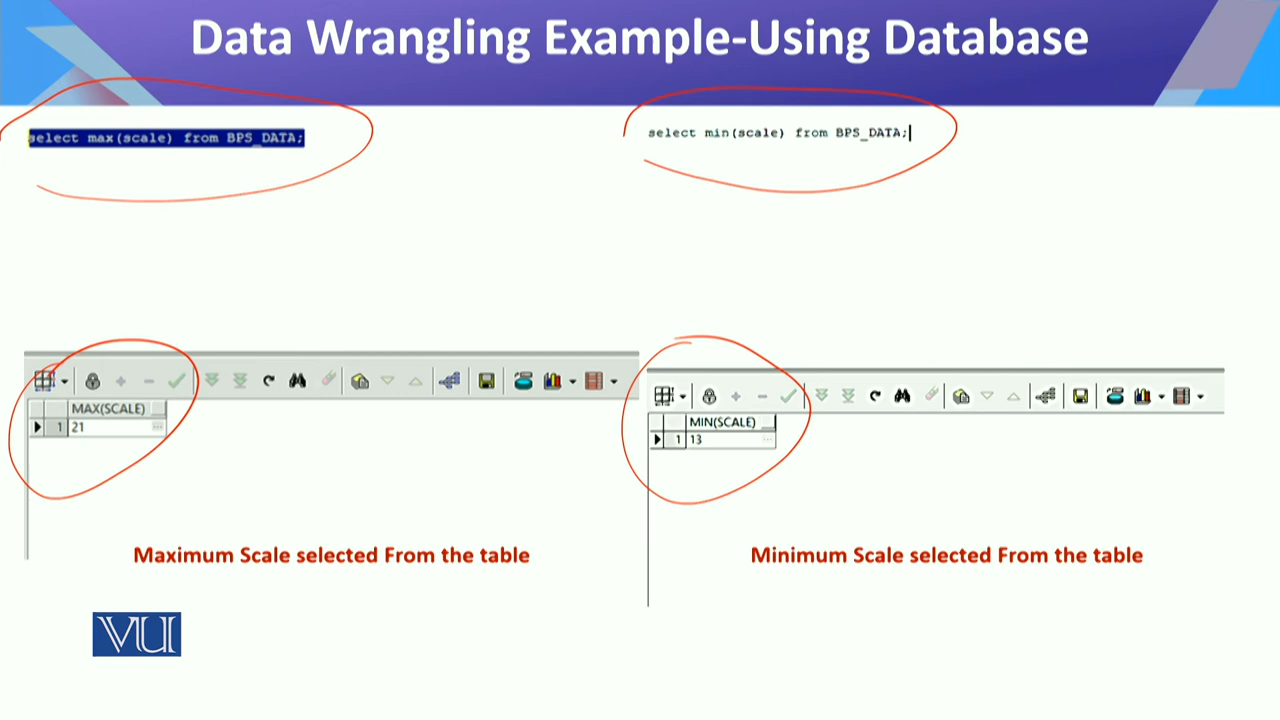 Data Wrangling Example-Using Database
select max(scale) from BPS_DATA;
select min(scale) from BPS_DATA;
MAX(SCALE)
1 21
MIN(SCALE)
1 13
Maximum Scale selected From the table
Minimum Scale selected From the table
VU